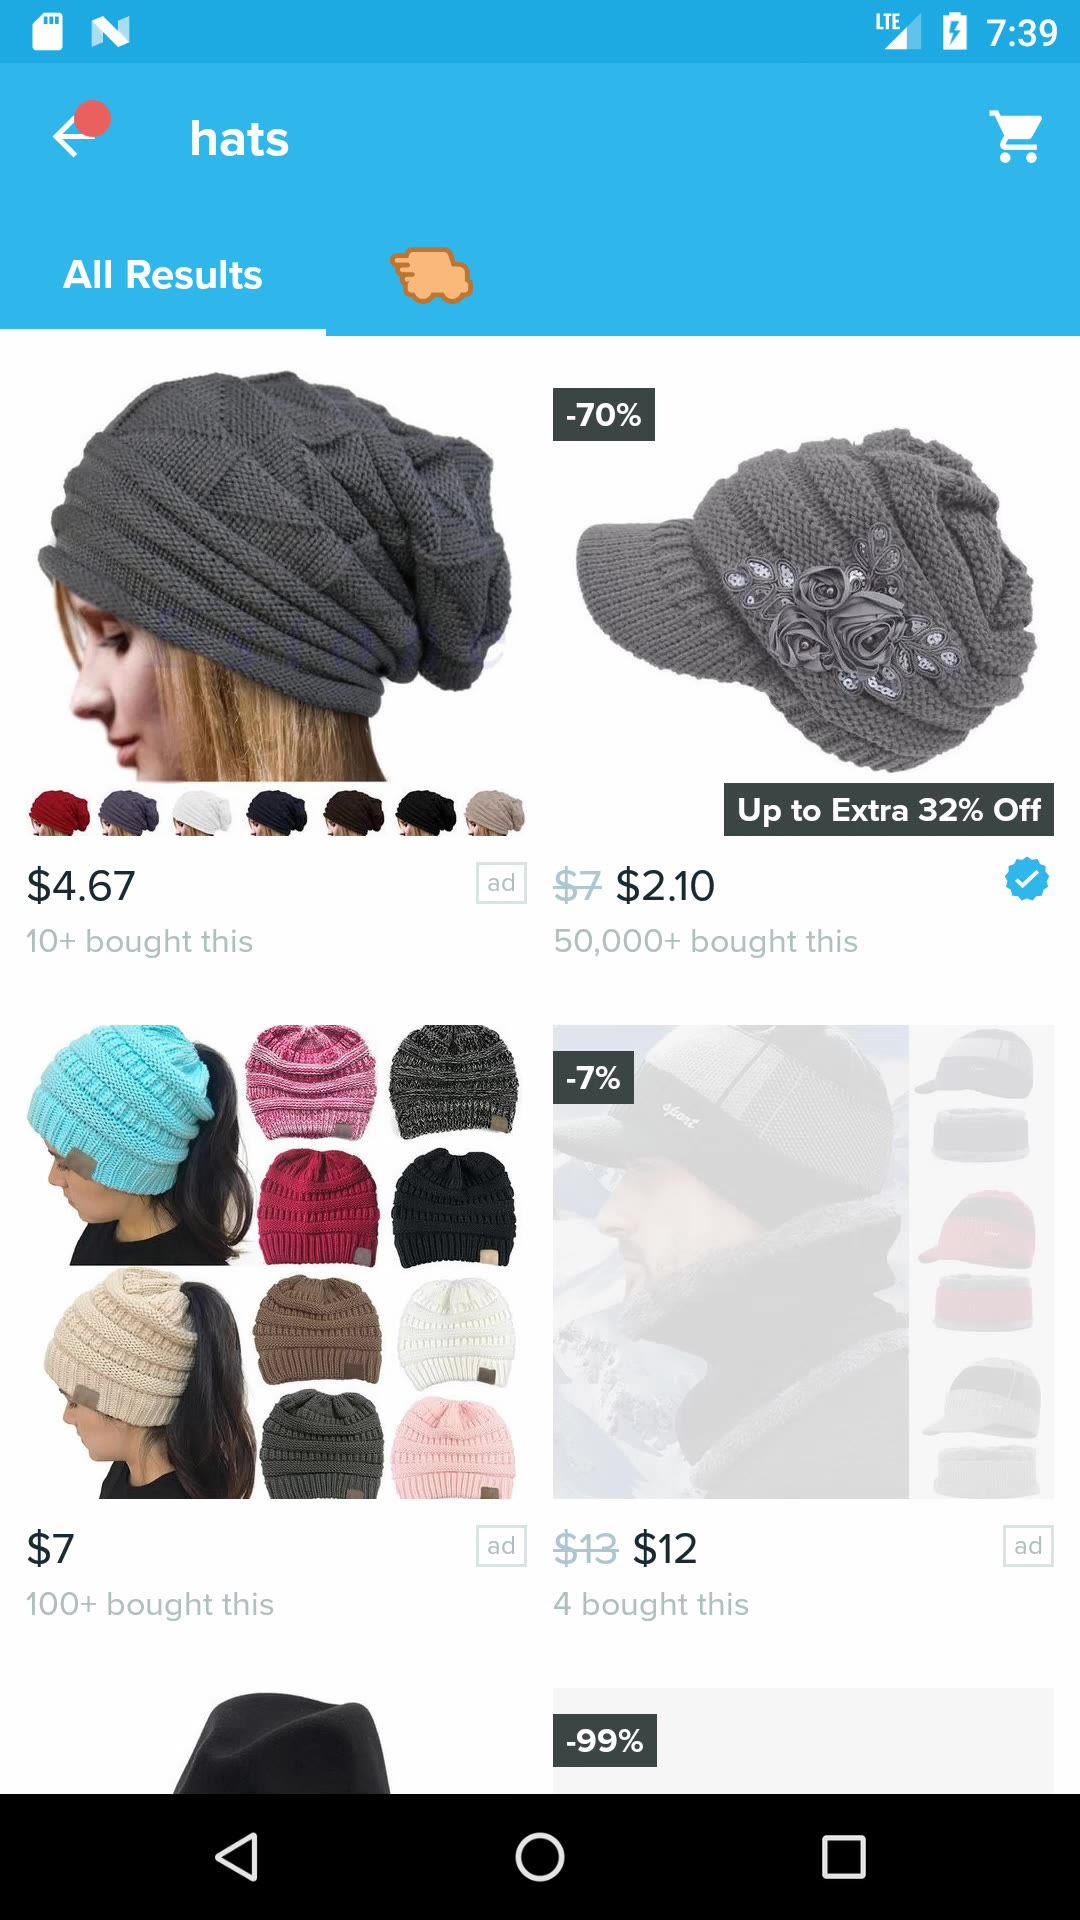 LTE 7:39
hats
All Results
-70%
Up to Extra 32% Off
$4.67 ad
$7 $2.10
10+ bought this
50,000+ bought this
-7%
sport
$7 ad
$13 $12 ad
100+ bought this
4 bought this
-99%